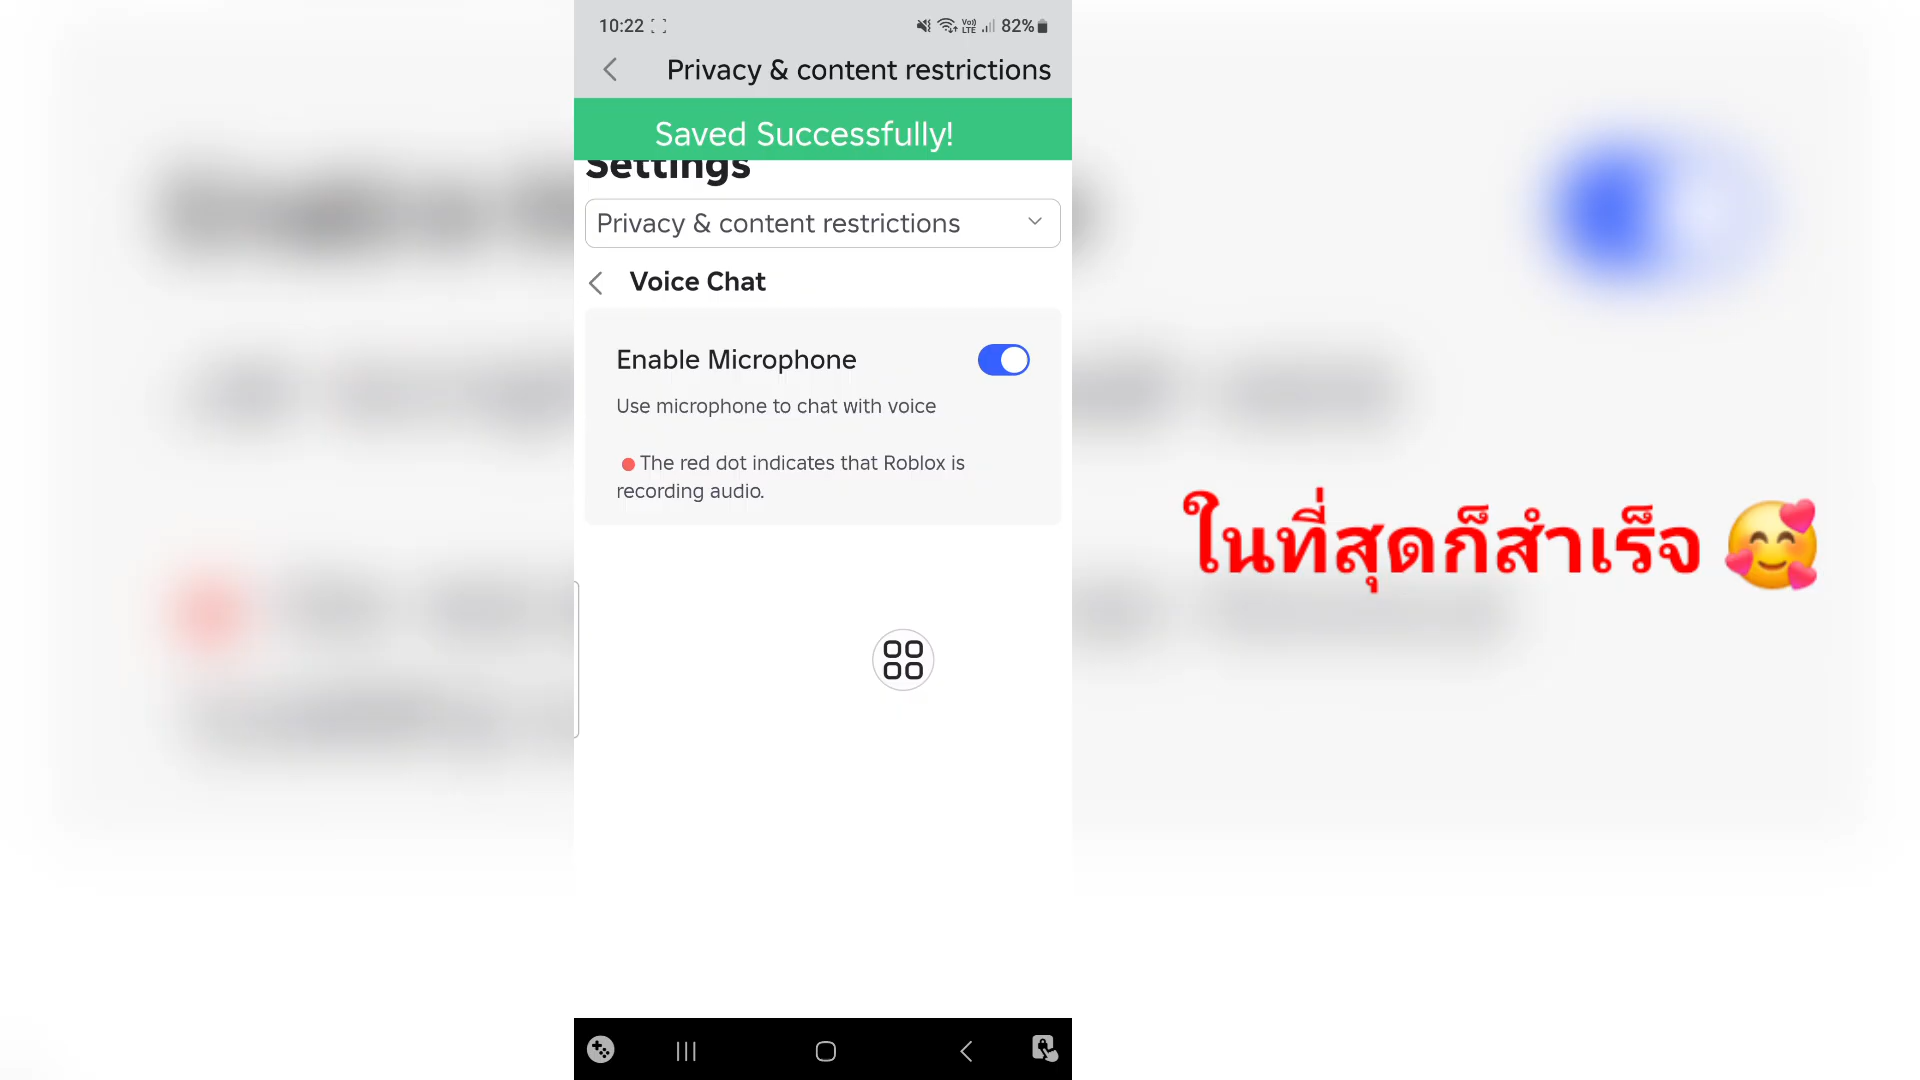 10:22
Vo))
LTE
82%
Privacy & content restrictions
Saved Successfully!
Settings
Privacy & content restrictions
Voice Chat
Enable Microphone
Use microphone to chat with voice
The red dot indicates that Roblox is
recording audio.
ในที่สุดก็สำเร็จ 🥰